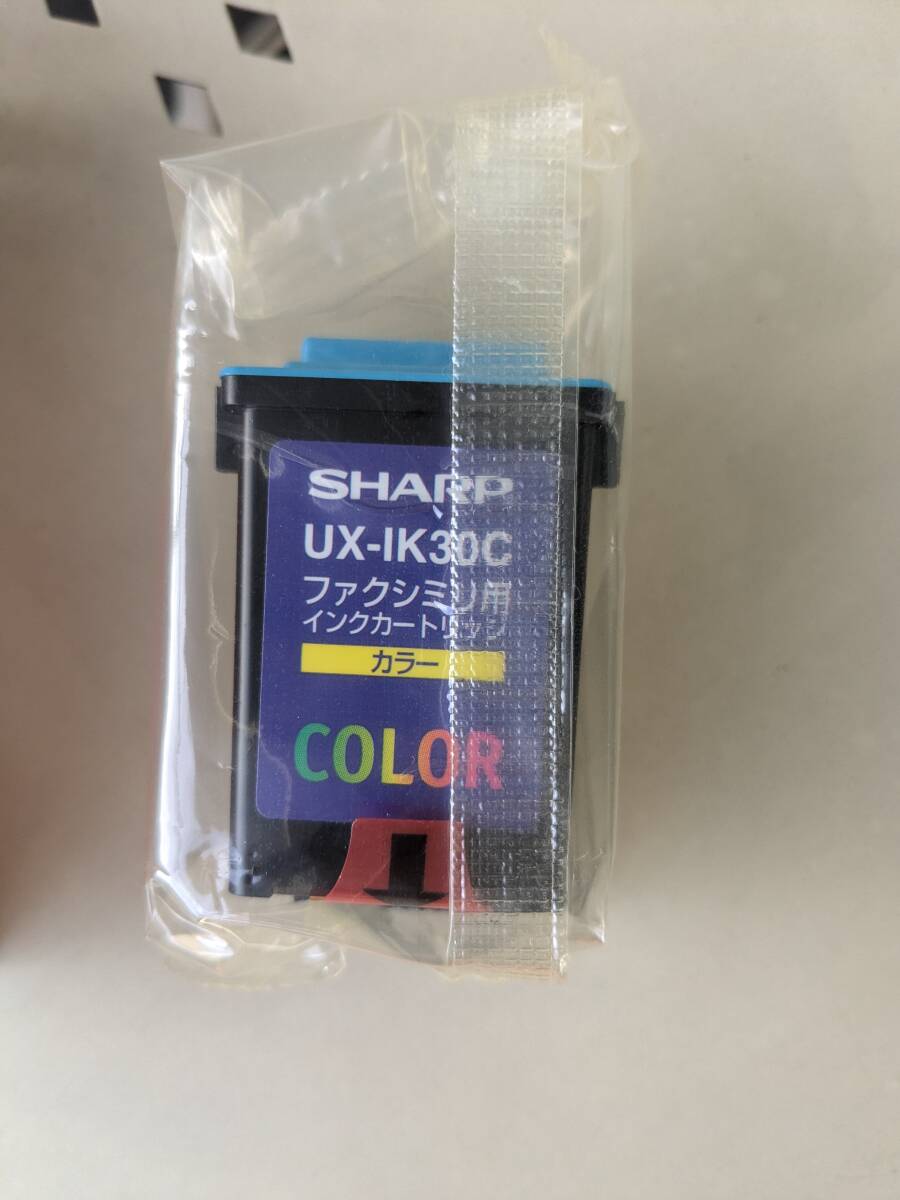 SHARP
UX-IK30C
ファクシミリ用
インクカートリッジ
カラー
COLOR